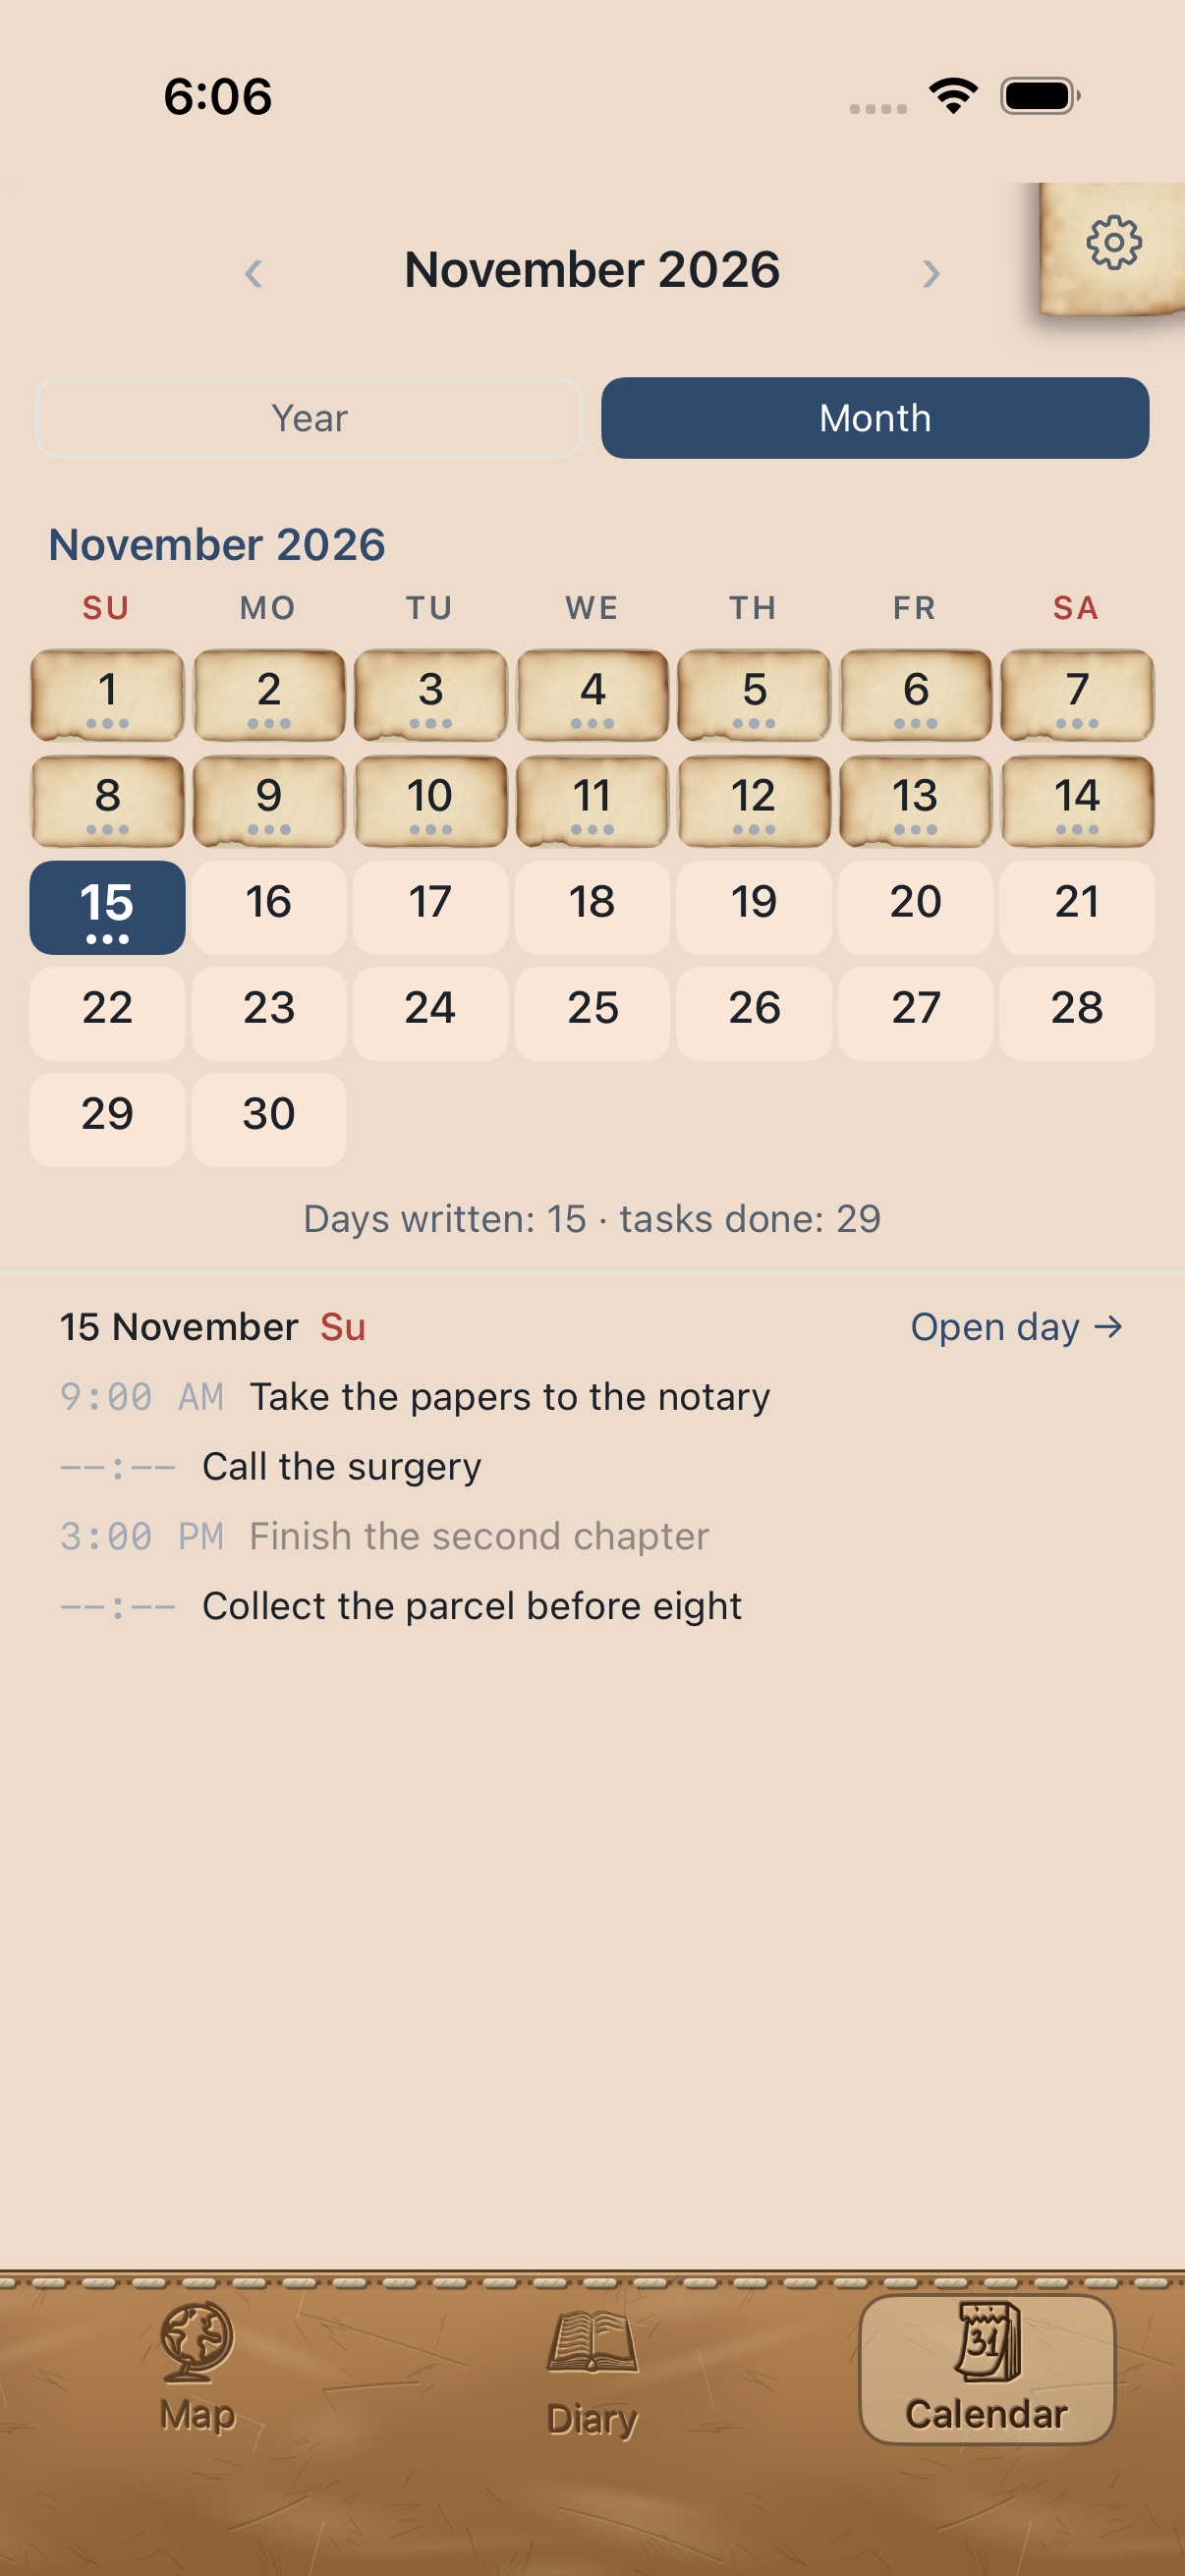 6:06
‹ November 2026 ›
Year Month
November 2026
SU MO TU WE TH FR SA
1 2 3 4 5 6 7
8 9 10 11 12 13 14
15 16 17 18 19 20 21
22 23 24 25 26 27 28
29 30
Days written: 15 · tasks done: 29
15 November Su Open day →
9:00 AM Take the papers to the notary
––:–– Call the surgery
3:00 PM Finish the second chapter
––:–– Collect the parcel before eight
31
Map Diary Calendar